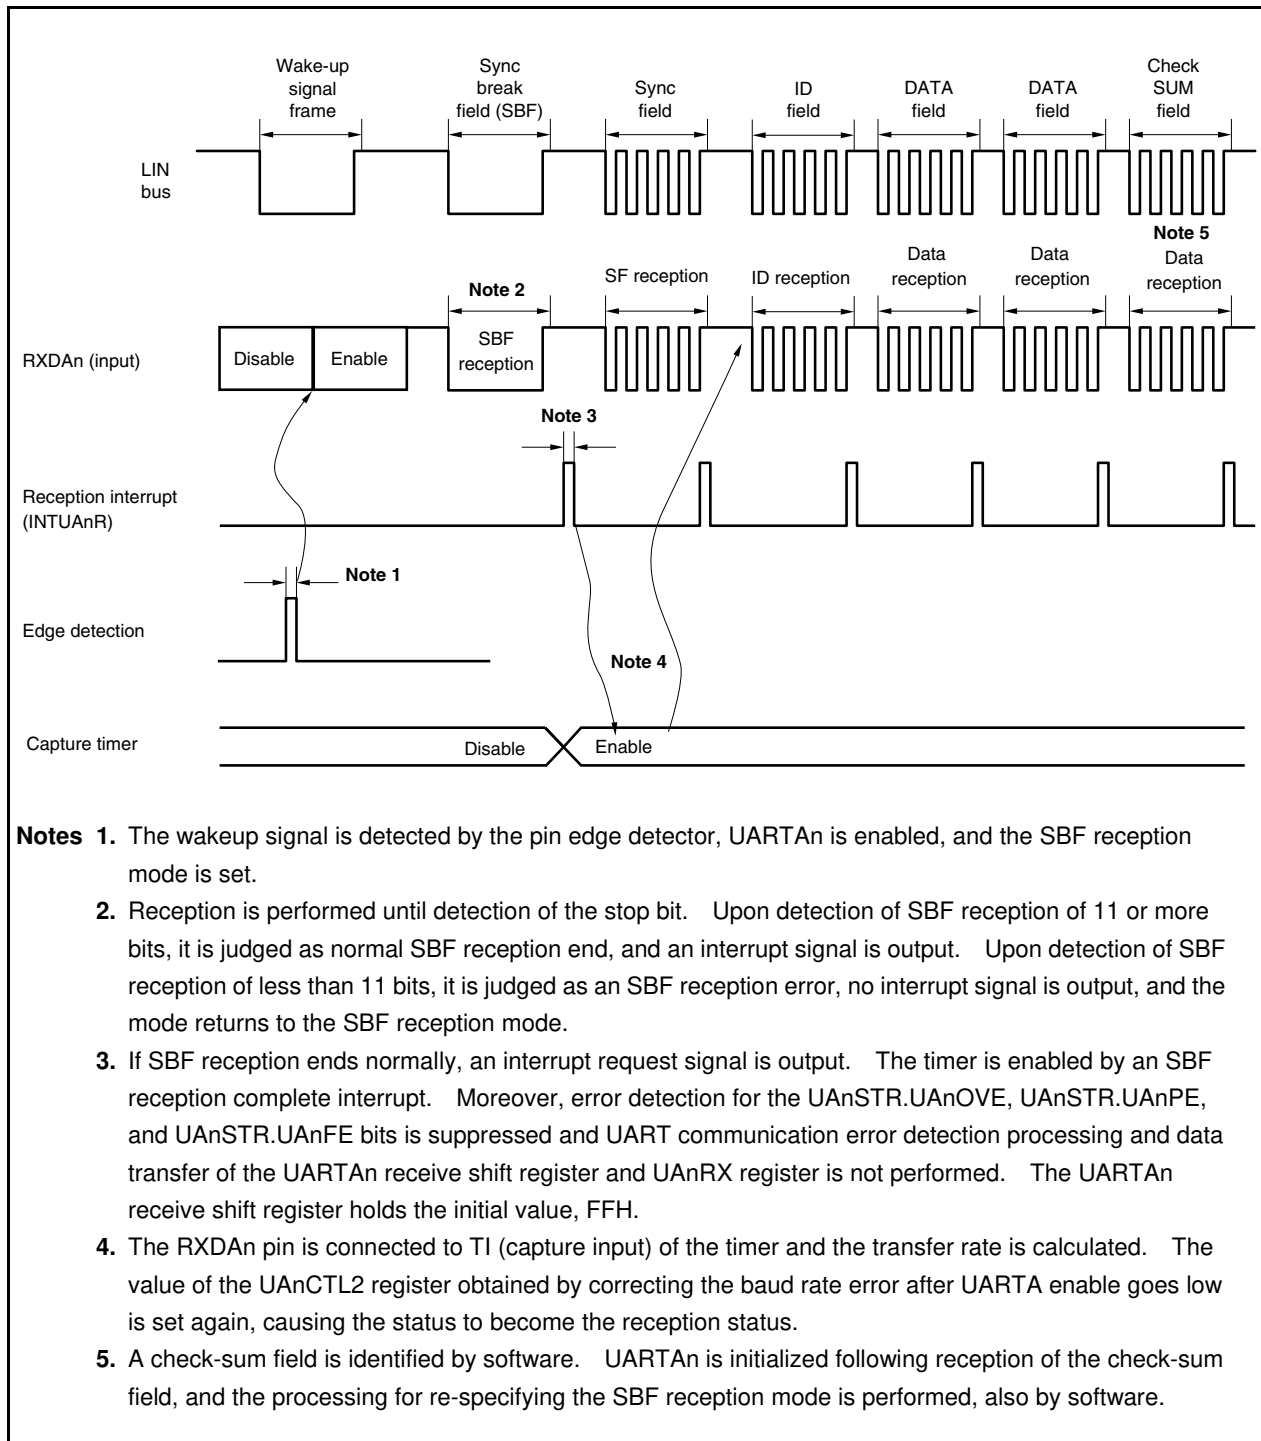 Wake-up
signal
frame
Sync
break
field (SBF)
Sync
field
ID
field
DATA
field
DATA
field
Check
SUM
field
LIN
bus
Note 5
Note 2
SF reception
ID reception
Data
reception
Data
reception
Data
reception
RXDAn (input)
Disable
Enable
SBF
reception
Note 3
Reception interrupt
(INTUAnR)
Note 1
Edge detection
Note 4
Capture timer
Disable
Enable
Notes 1. The wakeup signal is detected by the pin edge detector, UARTAn is enabled, and the SBF reception
mode is set.
2. Reception is performed until detection of the stop bit. Upon detection of SBF reception of 11 or more
bits, it is judged as normal SBF reception end, and an interrupt signal is output. Upon detection of SBF
reception of less than 11 bits, it is judged as an SBF reception error, no interrupt signal is output, and the
mode returns to the SBF reception mode.
3. If SBF reception ends normally, an interrupt request signal is output. The timer is enabled by an SBF
reception complete interrupt. Moreover, error detection for the UAnSTR.UAnOVE, UAnSTR.UAnPE,
and UAnSTR.UAnFE bits is suppressed and UART communication error detection processing and data
transfer of the UARTAn receive shift register and UAnRX register is not performed. The UARTAn
receive shift register holds the initial value, FFH.
4. The RXDAn pin is connected to TI (capture input) of the timer and the transfer rate is calculated. The
value of the UAnCTL2 register obtained by correcting the baud rate error after UARTA enable goes low
is set again, causing the status to become the reception status.
5. A check-sum field is identified by software. UARTAn is initialized following reception of the check-sum
field, and the processing for re-specifying the SBF reception mode is performed, also by software.